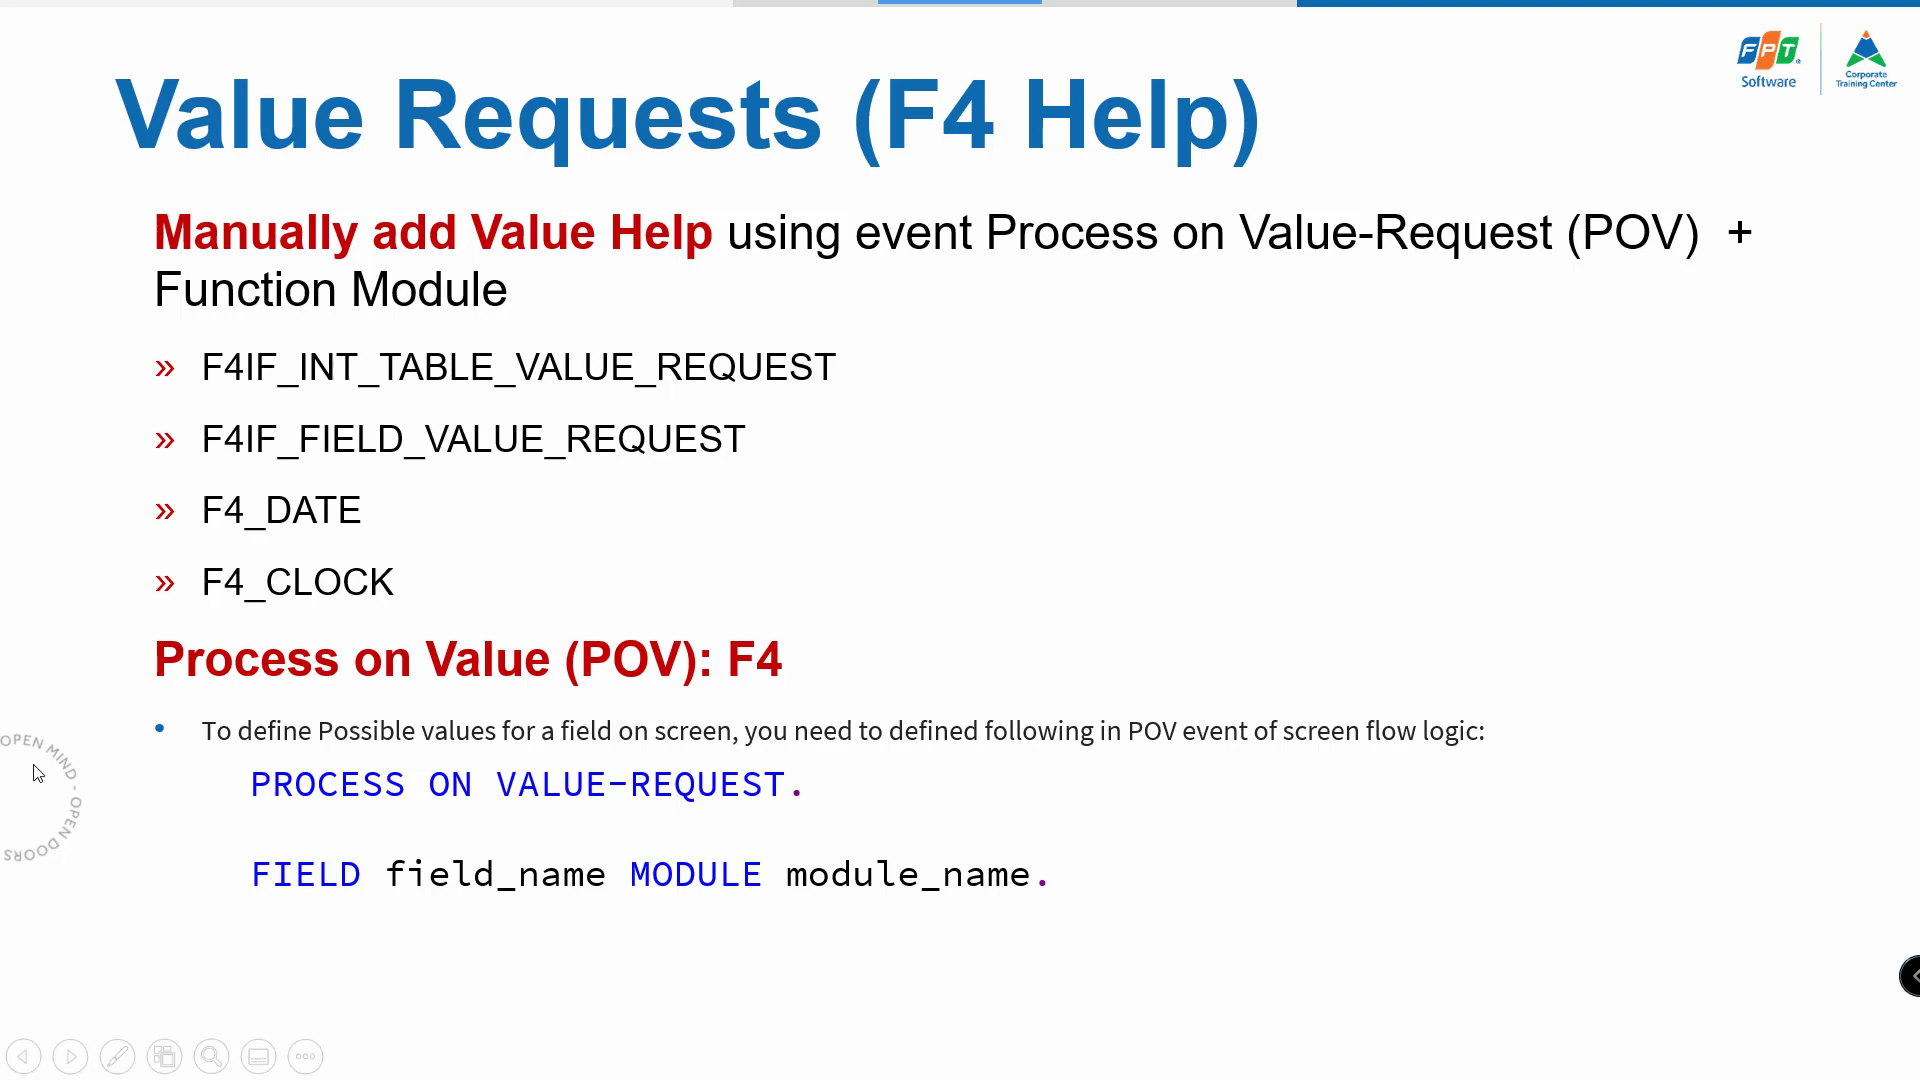 FPT
Software
Corporate
Training Center
Value Requests (F4 Help)
Manually add Value Help using event Process on Value-Request (POV) +
Function Module
» F4IF_INT_TABLE_VALUE_REQUEST
» F4IF_FIELD_VALUE_REQUEST
» F4_DATE
» F4_CLOCK
Process on Value (POV): F4
• To define Possible values for a field on screen, you need to defined following in POV event of screen flow logic:
PROCESS ON VALUE-REQUEST.
FIELD field_name MODULE module_name.
OPEN MIND - OPEN DOORS